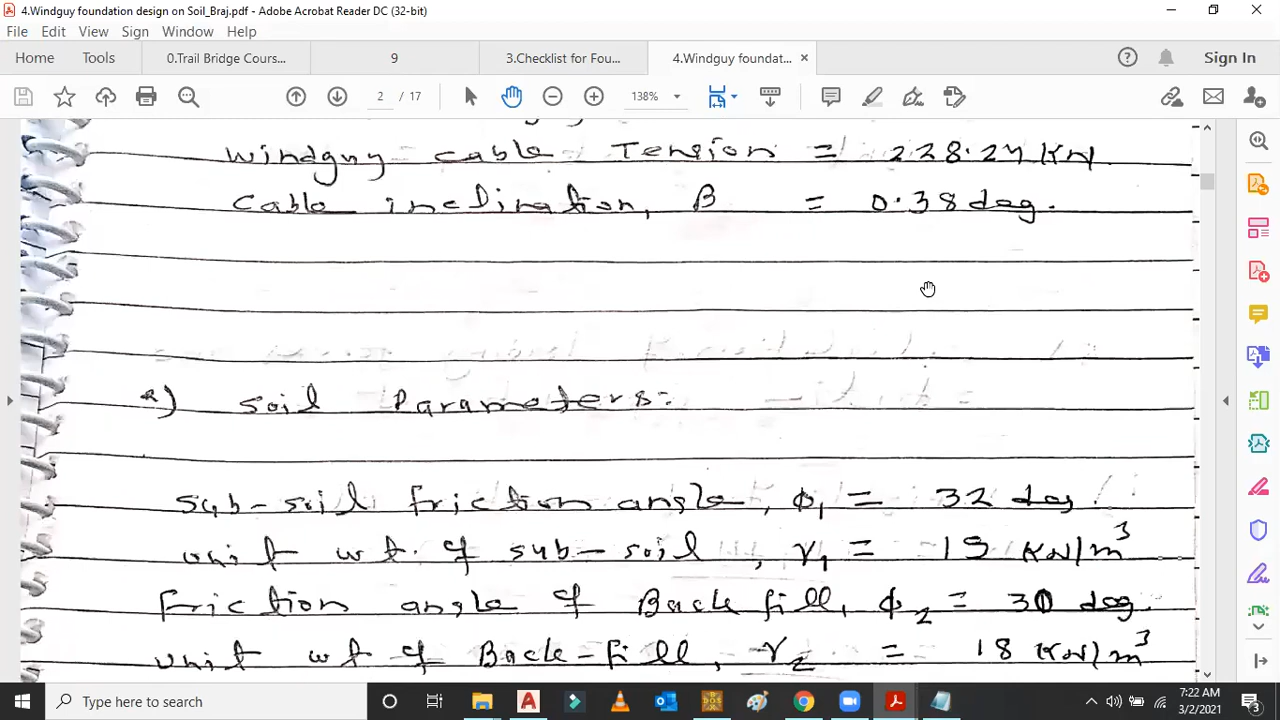 4.Windguy foundation design on Soil_Braj.pdf - Adobe Acrobat Reader DC (32-bit)
File Edit View Sign Window Help
Home Tools 0.Trail Bridge Cours... 9 3.Checklist for Fou... 4.Windguy foundat... ×
Sign In
2 / 17 138%
Windguy cable Tension = 228.24 KN
Cable inclination, β = 0.38 deg.
a) Soil Parameters:
Sub-soil friction angle, ϕ1 = 32 deg.
Unit wt. of sub-soil, γ1 = 19 KN/m3
Friction angle of Back fill, ϕ2 = 30 deg.
Unit wt of Back-fill, γ2 = 18 KN/m3
Type here to search
7:22 AM
3/2/2021
3